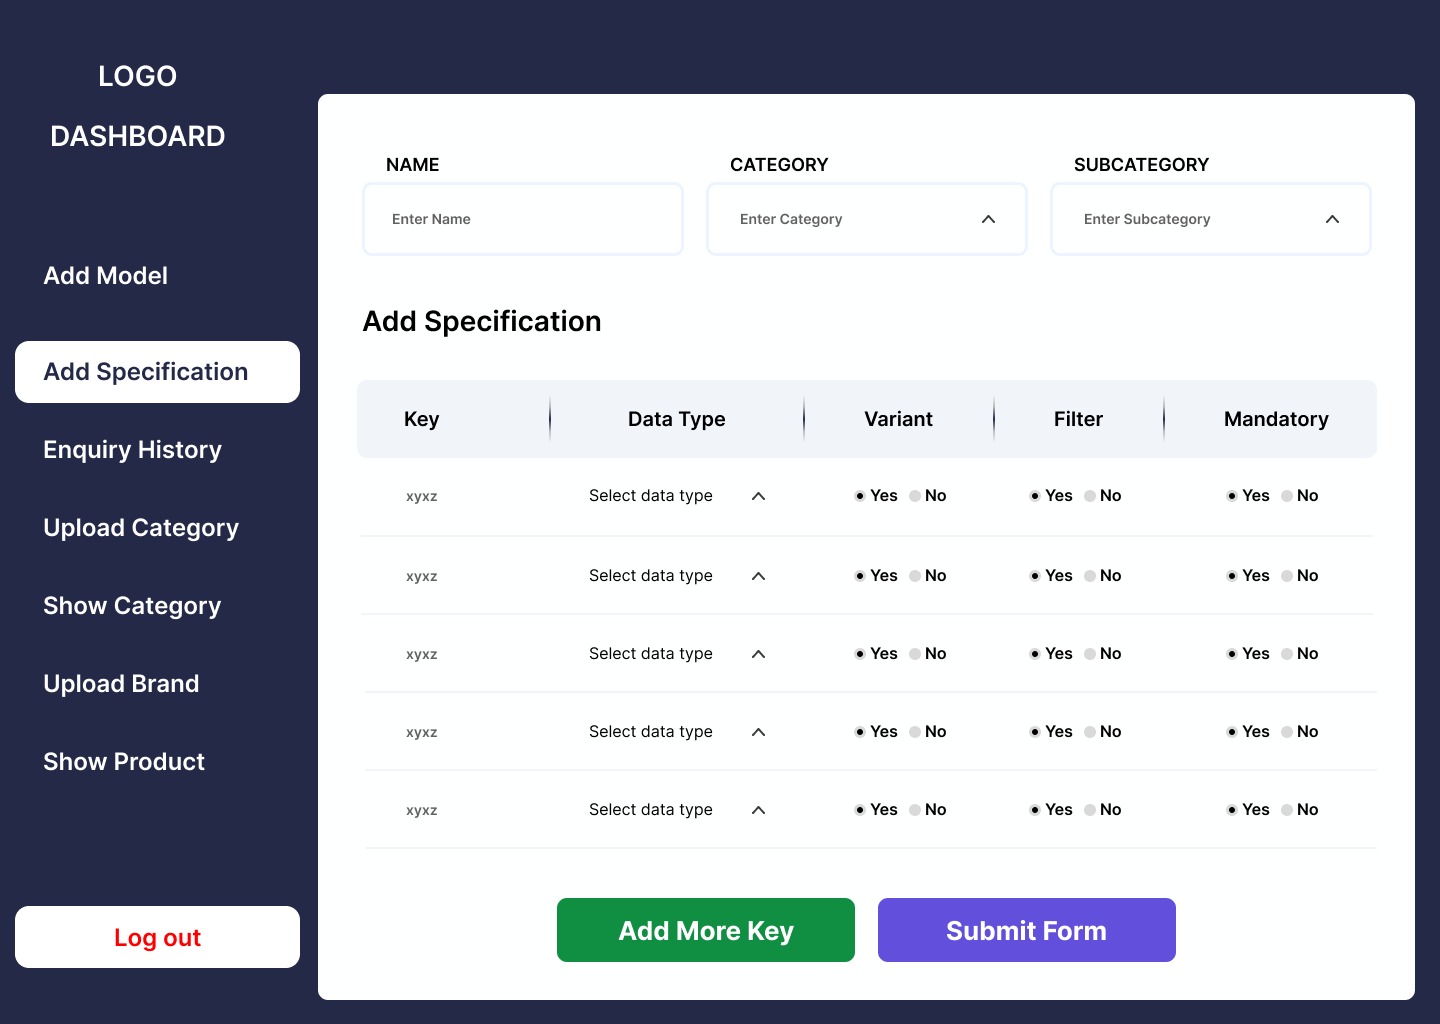 LOGO
DASHBOARD
Add Model
Add Specification
Enquiry History
Upload Category
Show Category
Upload Brand
Show Product
Log out
NAME CATEGORY SUBCATEGORY
Enter Name Enter Category Enter Subcategory
Add Specification
Key Data Type Variant Filter Mandatory
xyxz Select data type Yes No Yes No Yes No
xyxz Select data type Yes No Yes No Yes No
xyxz Select data type Yes No Yes No Yes No
xyxz Select data type Yes No Yes No Yes No
xyxz Select data type Yes No Yes No Yes No
Add More Key Submit Form